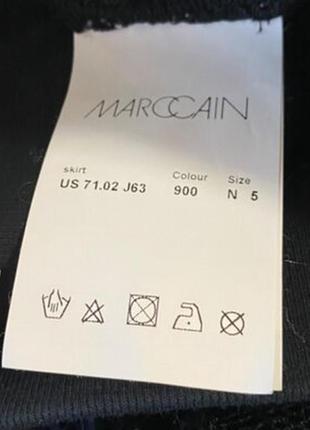 MARCCAIN
skirt Colour Size
US 71.02 J63 900 N 5